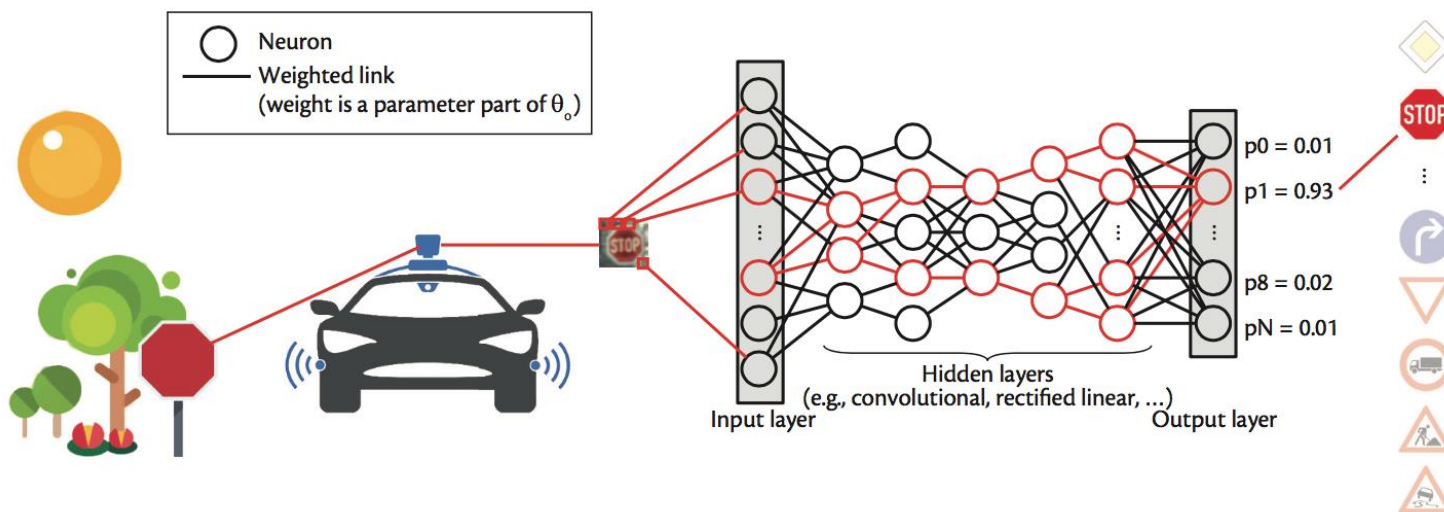 Neuron
Weighted link
(weight is a parameter part of θₒ)
STOP
STOP
p0 = 0.01
p1 = 0.93
...
...
...
...
p8 = 0.02
pN = 0.01
Hidden layers
(e.g., convolutional, rectified linear, ...)
Input layer
Output layer